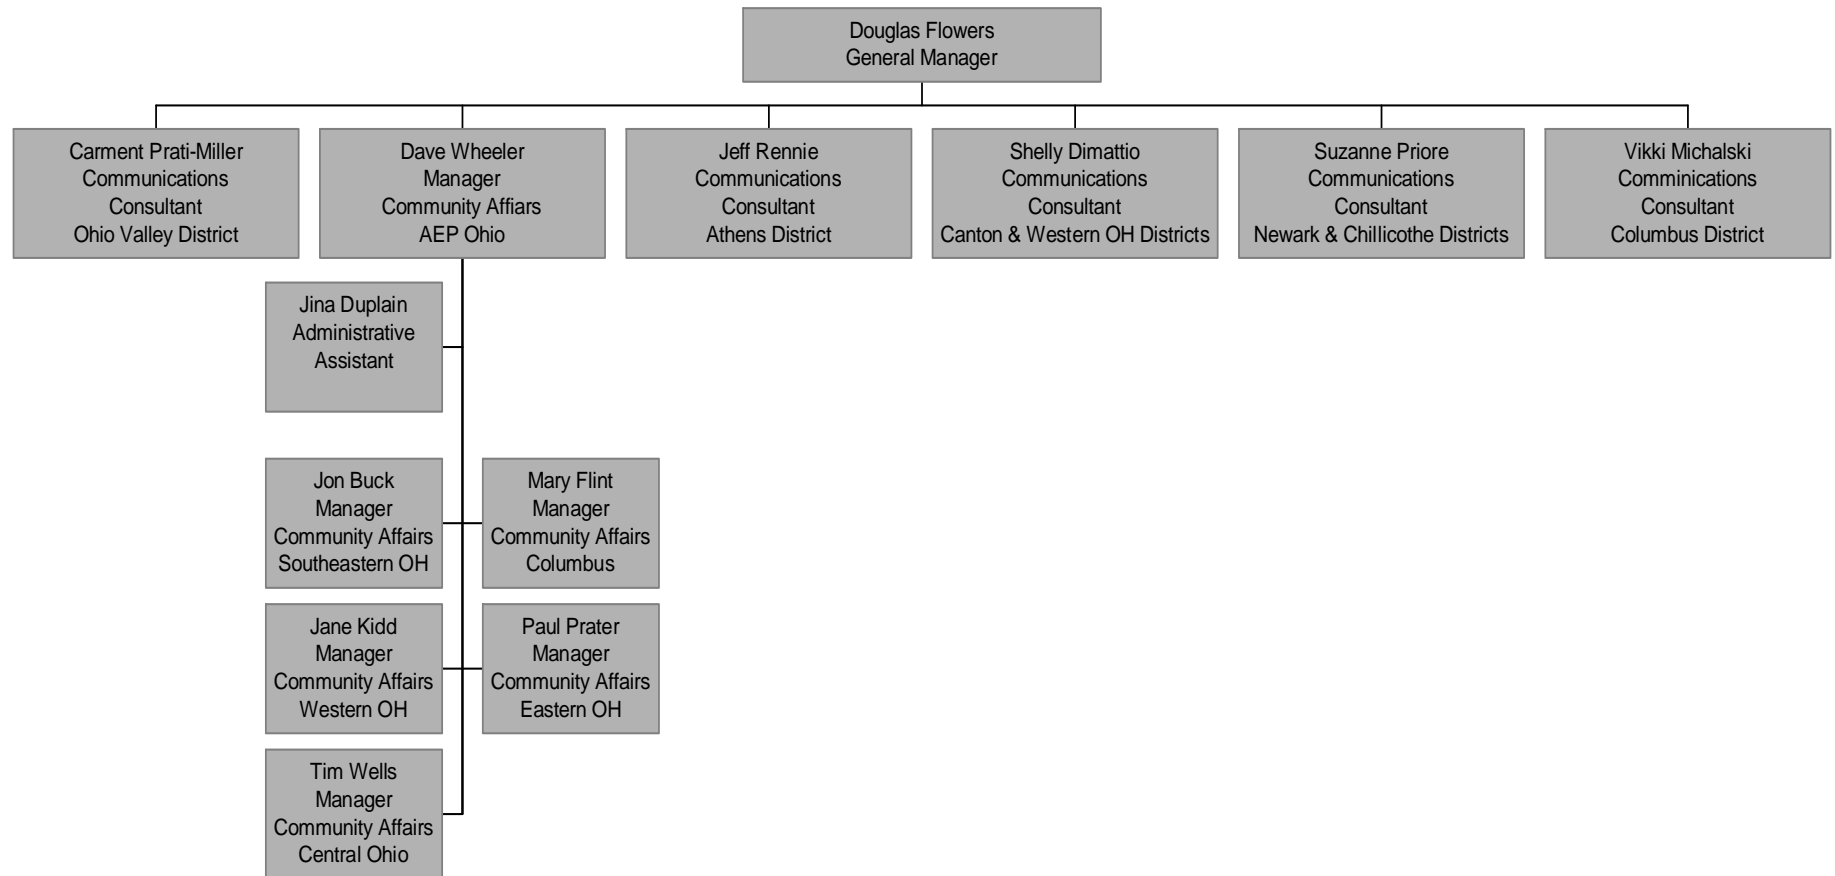 Douglas Flowers
General Manager
Carment Prati-Miller
Communications
Consultant
Ohio Valley District
Dave Wheeler
Manager
Community Affiars
AEP Ohio
Jeff Rennie
Communications
Consultant
Athens District
Shelly Dimattio
Communications
Consultant
Canton & Western OH Districts
Suzanne Priore
Communications
Consultant
Newark & Chillicothe Districts
Vikki Michalski
Comminications
Consultant
Columbus District
Jina Duplain
Administrative
Assistant
Jon Buck
Manager
Community Affairs
Southeastern OH
Mary Flint
Manager
Community Affairs
Columbus
Jane Kidd
Manager
Community Affairs
Western OH
Paul Prater
Manager
Community Affairs
Eastern OH
Tim Wells
Manager
Community Affairs
Central Ohio